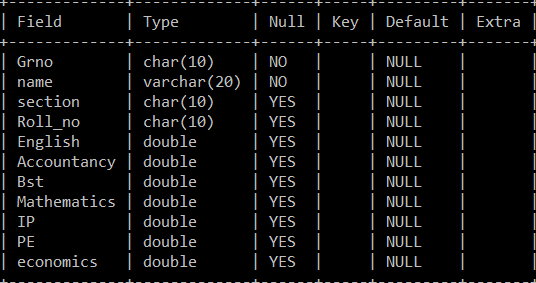 | Field | Type | Null | Key | Default | Extra |
| Grno | char(10) | NO | | NULL | |
| name | varchar(20) | NO | | NULL | |
| section | char(10) | YES | | NULL | |
| Roll_no | char(10) | YES | | NULL | |
| English | double | YES | | NULL | |
| Accountancy | double | YES | | NULL | |
| Bst | double | YES | | NULL | |
| Mathematics | double | YES | | NULL | |
| IP | double | YES | | NULL | |
| PE | double | YES | | NULL | |
| economics | double | YES | | NULL | |